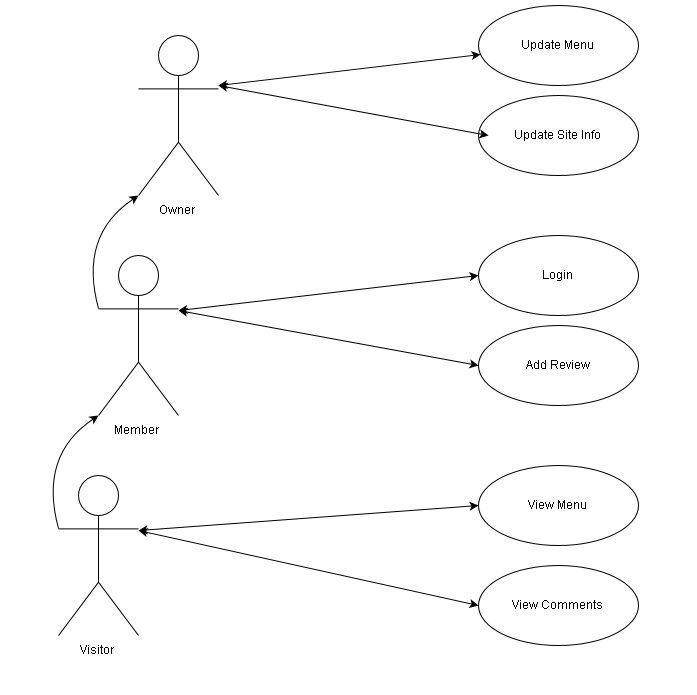 Update Menu
Update Site Info
Owner
Login
Add Review
Member
View Menu
View Comments
Visitor